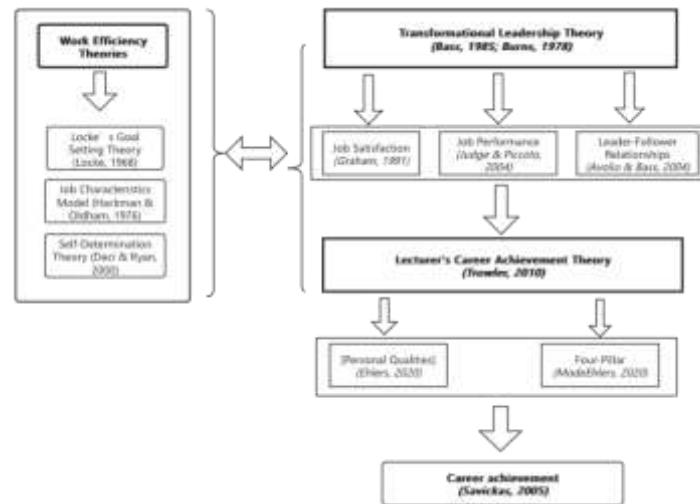 Work Efficiency
Theories
Locke' s Goal
Setting Theory
(Locke, 1968)
Job Characteristics
Model (Hackman &
Oldham, 1976)
Self-Determination
Theory (Deci & Ryan,
2000)
Transformational Leadership Theory
(Bass, 1985; Burns, 1978)
Job Satisfaction
(Graham, 1991)
Job Performance
(Judge & Piccolo,
2004)
Leader-Follower
Relationships
(Avolio & Bass, 2004)
Lecturer's Career Achievement Theory
(Trowler, 2010)
[Personal Qualities]
(Ehlers, 2020)
Four-Pillar
(ModeEhlers, 2020)
Career achievement
(Savickas, 2005)